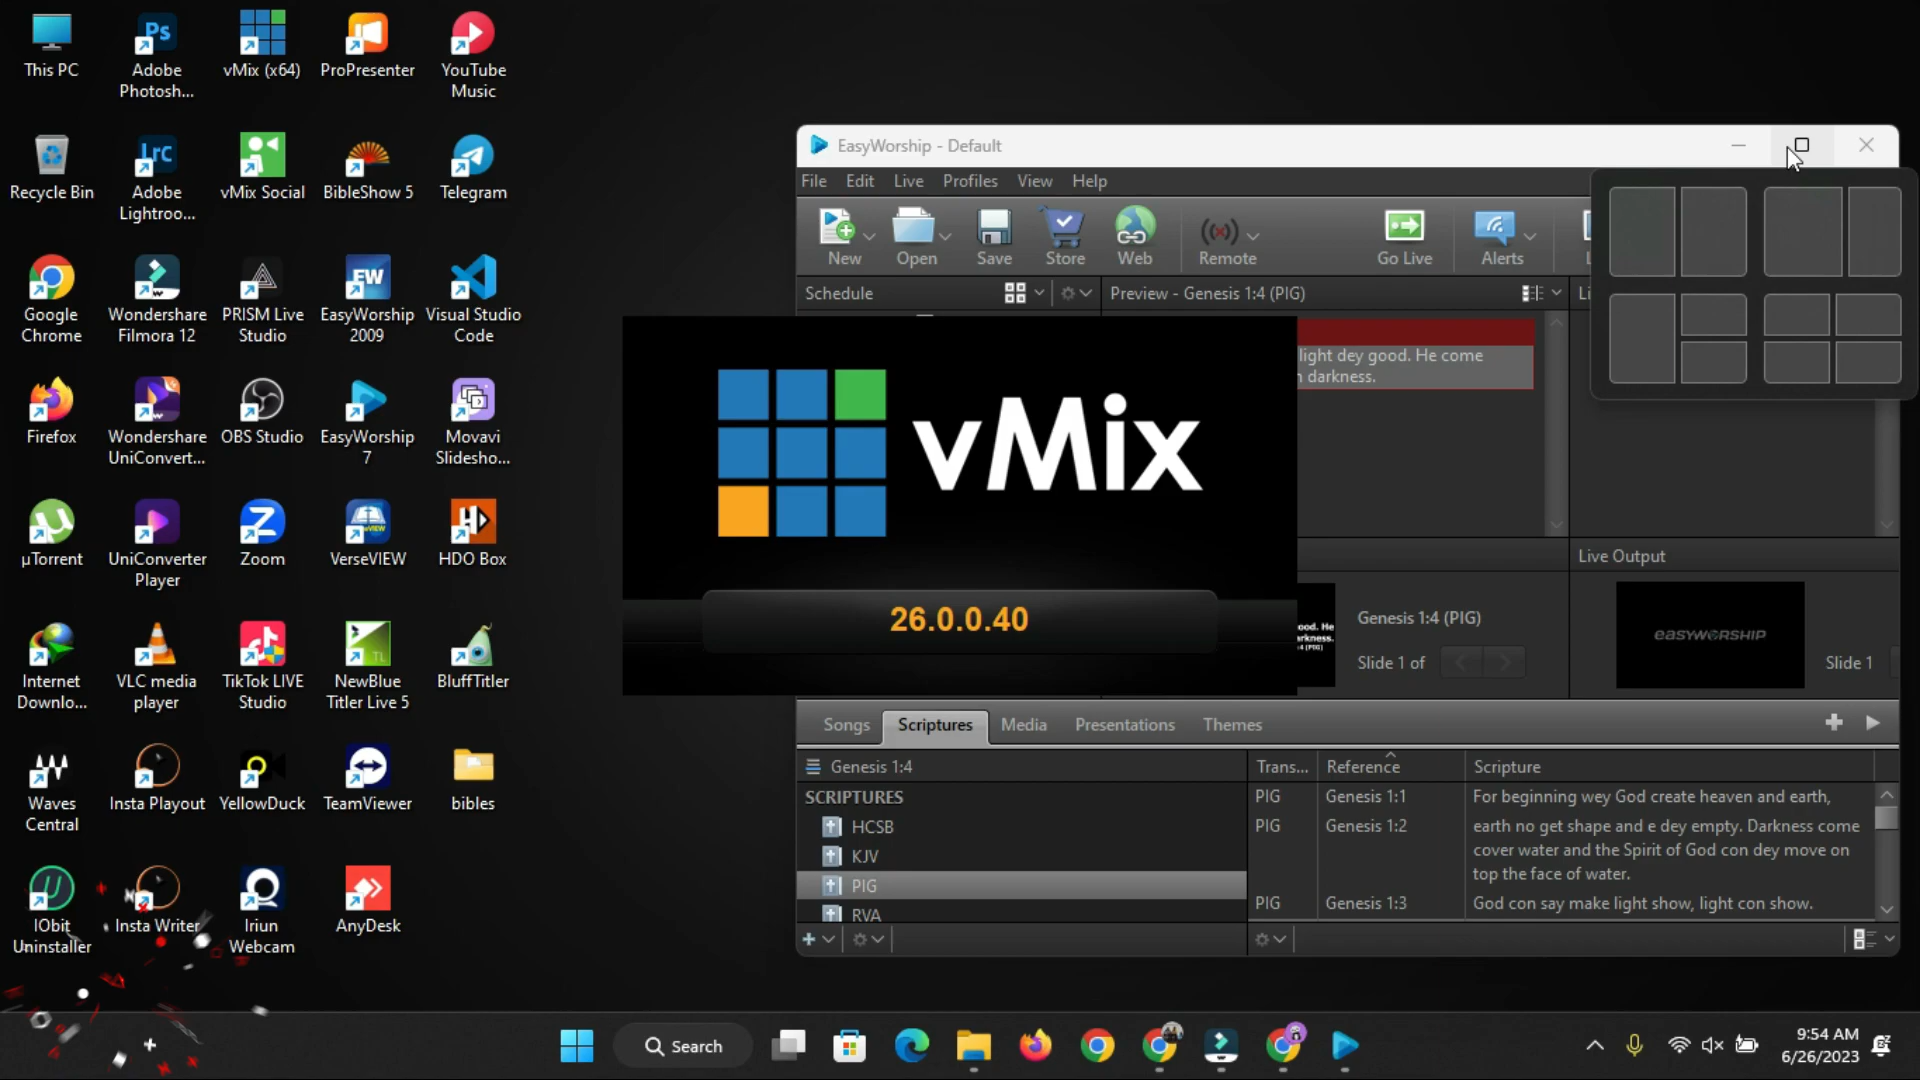 This PC
Adobe
Photosh...
vMix (x64)
ProPresenter
YouTube
Music
Recycle Bin
Adobe
Lightroo...
vMix Social
BibleShow 5
Telegram
Google
Chrome
Wondershare
Filmora 12
PRISM Live
Studio
EasyWorship
2009
Visual Studio
Code
Firefox
Wondershare
UniConvert...
OBS Studio
EasyWorship
7
Movavi
Slidesho...
µTorrent
UniConverter
Player
Zoom
VerseVIEW
HDO Box
Internet
Downlo...
VLC media
player
TikTok LIVE
Studio
NewBlue
Titler Live 5
BluffTitler
Waves
Central
Insta Playout
YellowDuck
TeamViewer
bibles
IObit
Uninstaller
Insta Writer
Iriun
Webcam
AnyDesk
EasyWorship - Default
File Edit Live Profiles View Help
New Open Save Store Web Remote Go Live Alerts
Schedule
Preview - Genesis 1:4 (PIG)
light dey good. He come
darkness.
vMix
26.0.0.40
Live Output
Genesis 1:4 (PIG)
Slide 1 of
EASYWORSHIP
Slide 1
Songs Scriptures Media Presentations Themes
Genesis 1:4
SCRIPTURES
HCSB
KJV
PIG
RVA
Trans... Reference Scripture
PIG Genesis 1:1 For beginning wey God create heaven and earth,
PIG Genesis 1:2 earth no get shape and e dey empty. Darkness come
cover water and the Spirit of God con dey move on
top the face of water.
PIG Genesis 1:3 God con say make light show, light con show.
Search
9:54 AM
6/26/2023